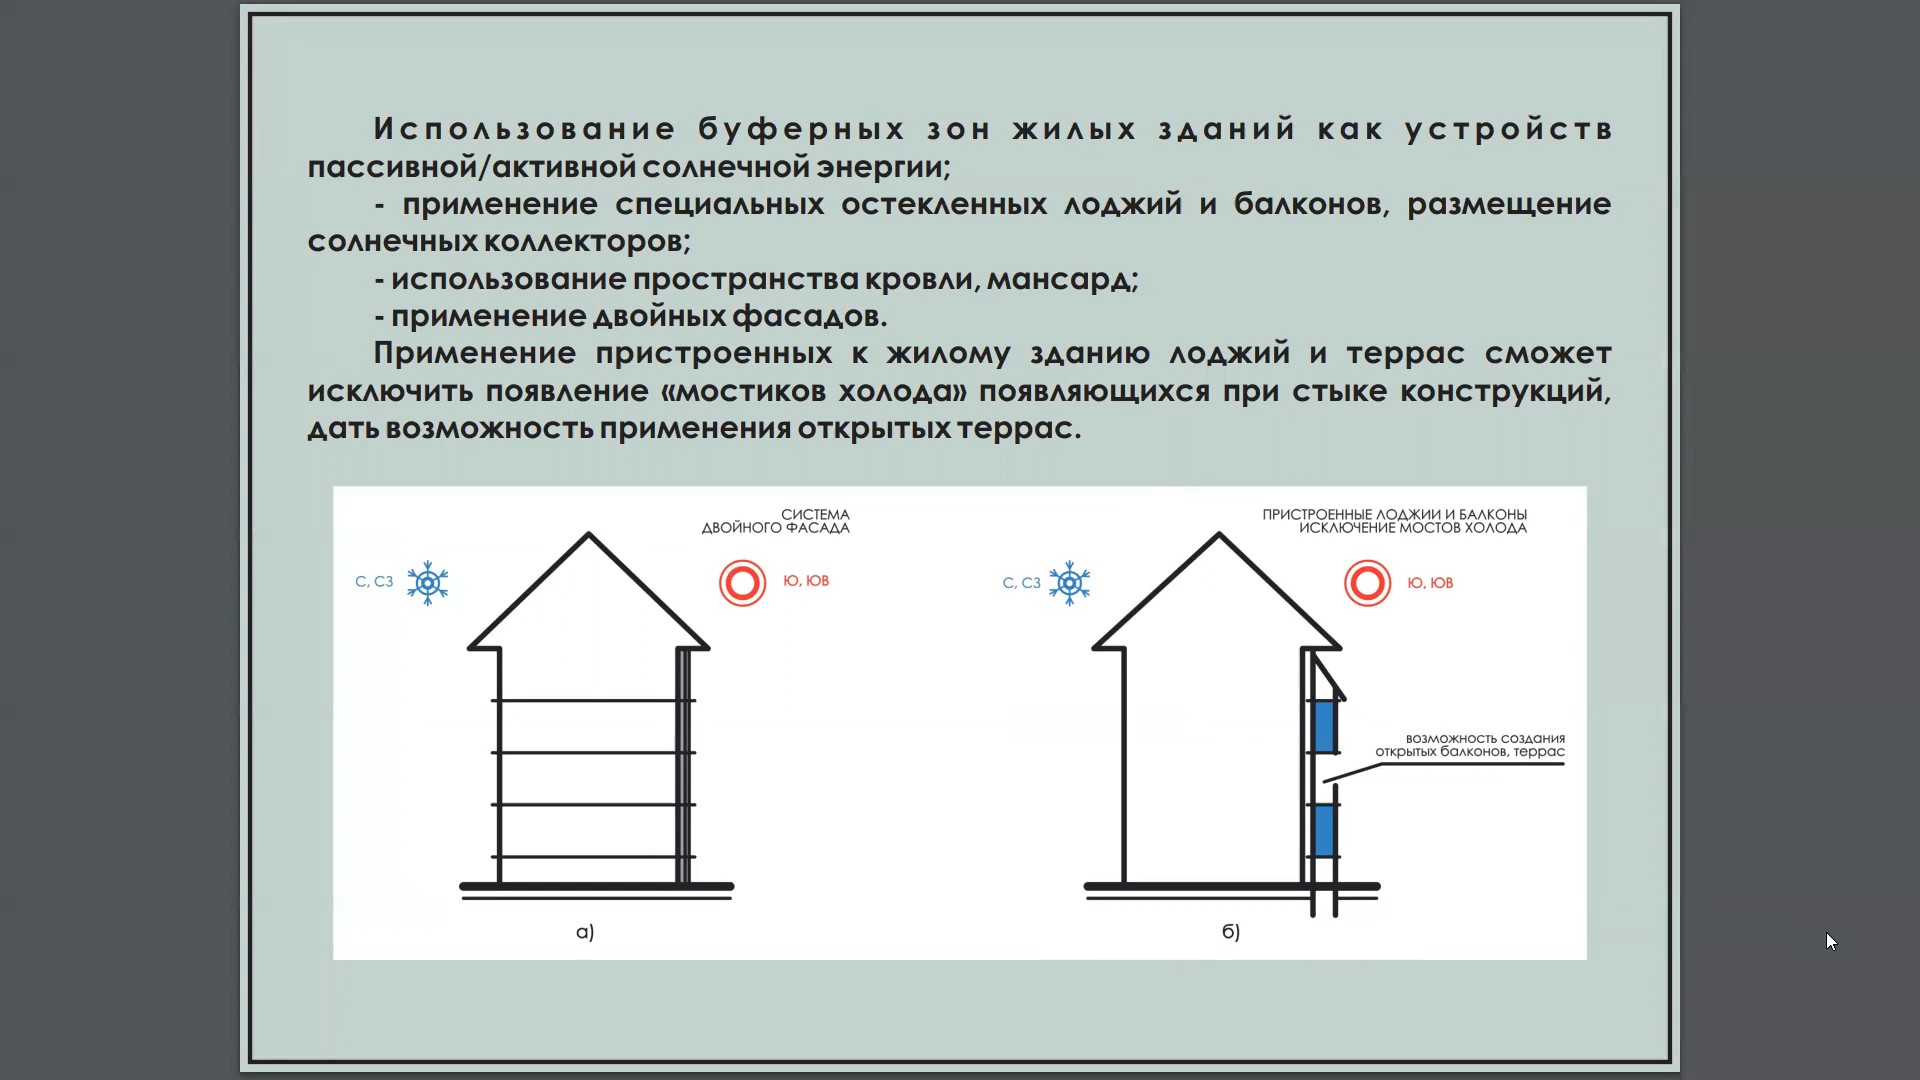 Использование буферных зон жилых зданий как устройств
пассивной/активной солнечной энергии;
- применение специальных остекленных лоджий и балконов, размещение
солнечных коллекторов;
- использование пространства кровли, мансард;
- применение двойных фасадов.
Применение пристроенных к жилому зданию лоджий и террас сможет
исключить появление «мостиков холода» появляющихся при стыке конструкций,
дать возможность применения открытых террас.
СИСТЕМА
ДВОЙНОГО ФАСАДА
С, СЗ
Ю, ЮВ
а)
ПРИСТРОЕННЫЕ ЛОДЖИИ И БАЛКОНЫ
ИСКЛЮЧЕНИЕ МОСТОВ ХОЛОДА
С, СЗ
Ю, ЮВ
возможность создания
открытых балконов, террас
б)